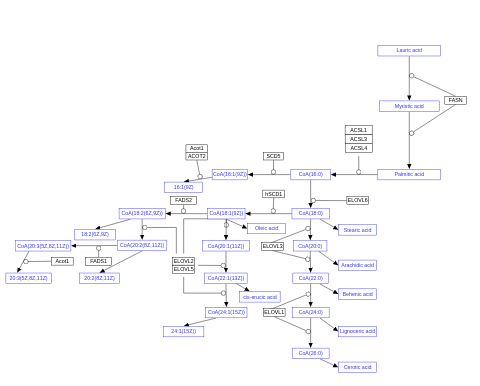 Lauric acid
FASN
Myristic acid
ACSL1
ACSL3
ACSL4
Acot1
ACOT2
SCD5
CoA(16:1(9Z))
CoA(16:0)
Palmitic acid
16:1(9Z)
hSCD1
FADS2
ELOVL6
CoA(18:2(6Z,9Z))
CoA(18:1(9Z))
CoA(18:0)
Oleic acid
Stearic acid
18:2(6Z,9Z)
CoA(20:3(5Z,8Z,11Z))
CoA(20:2(8Z,11Z))
CoA(20:1(11Z))
ELOVL3
CoA(20:0)
Acot1
FADS1
ELOVL2
ELOVL5
Arachidic acid
20:3(5Z,8Z,11Z)
20:2(8Z,11Z)
CoA(22:1(13Z))
CoA(22:0)
cis-erucic acid
Behenic acid
CoA(24:1(15Z))
ELOVL1
CoA(24:0)
24:1(15Z))
Lignoceric acid
CoA(26:0)
Cerotic acid